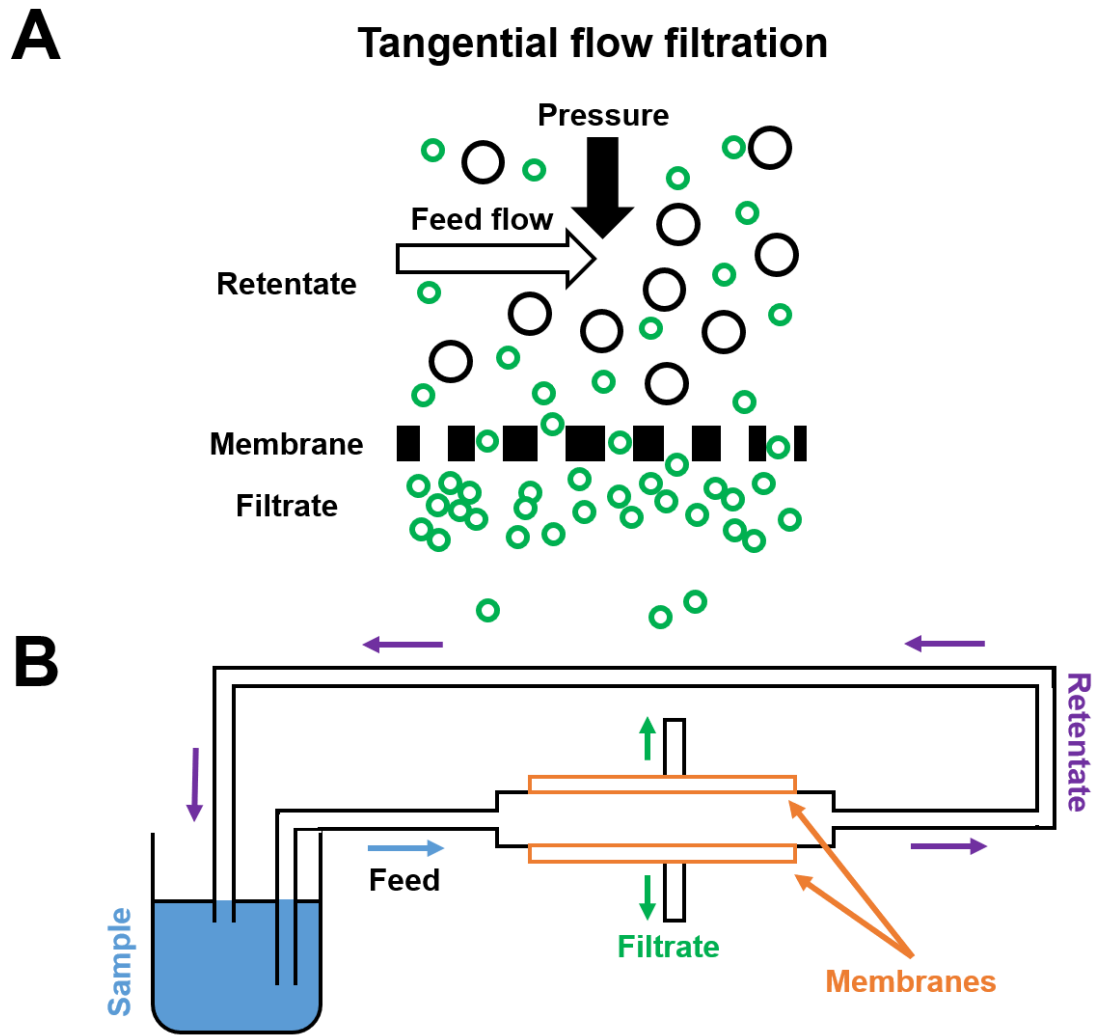 A
Tangential flow filtration
Pressure
Feed flow
Retentate
Membrane
Filtrate
B
Retentate
Feed
Sample
Filtrate
Membranes